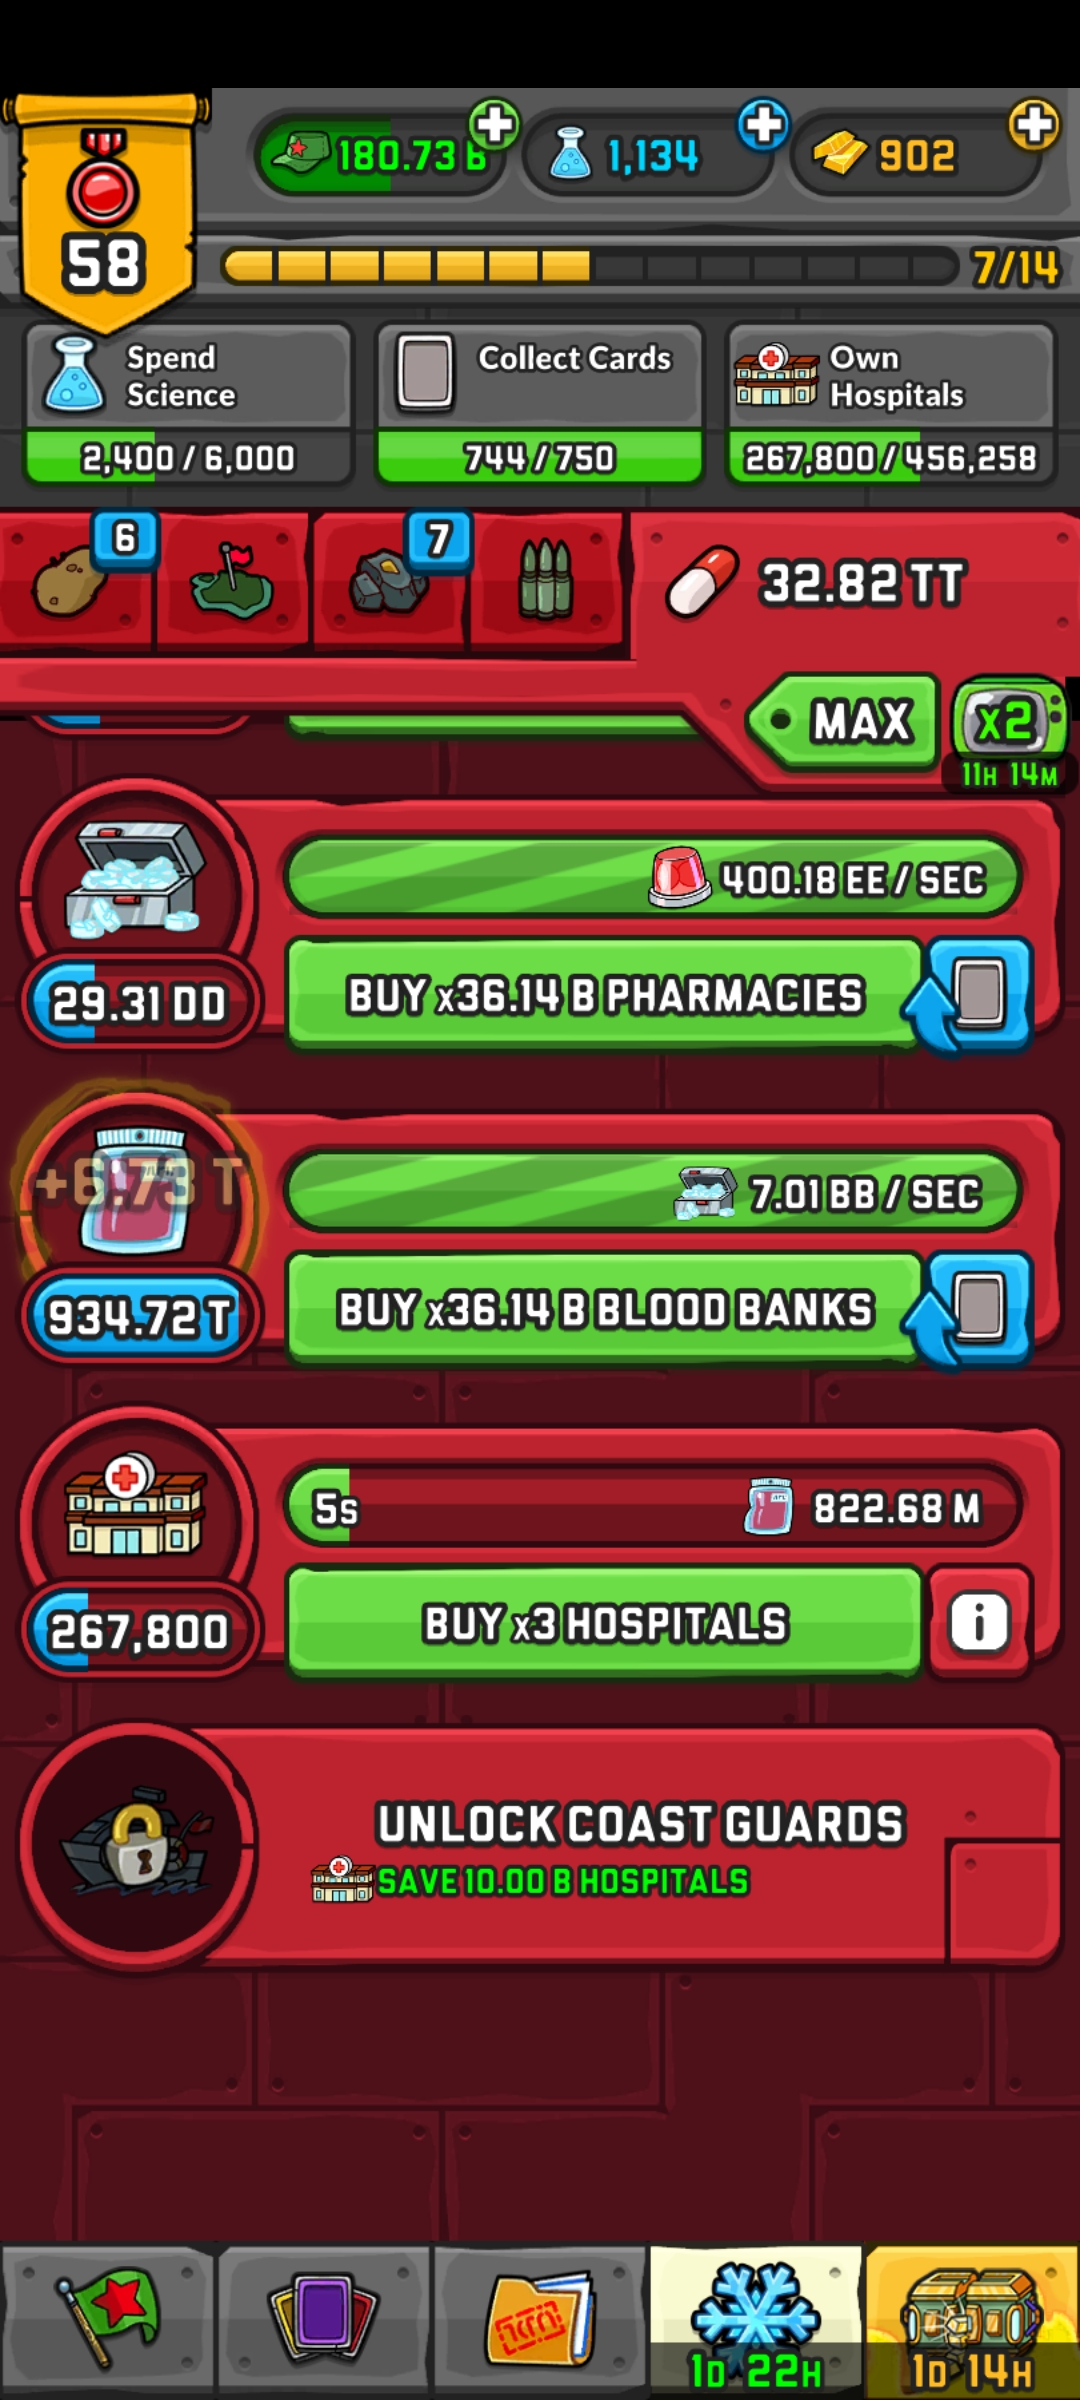 180.73 B
1,134
902
58
7/14
Spend
Science
2,400 / 6,000
Collect Cards
744 / 750
Own
Hospitals
267,800 / 456,258
6
7
32.82 TT
MAX
x2
11H 14M
400.18 EE / SEC
29.31 DD
BUY x36.14 B PHARMACIES
+6.73 T
7.01 BB / SEC
934.72 T
BUY x36.14 B BLOOD BANKS
5s
822.68 M
267,800
BUY x3 HOSPITALS
i
UNLOCK COAST GUARDS
SAVE 10.00 B HOSPITALS
1D 22H
1D 14H